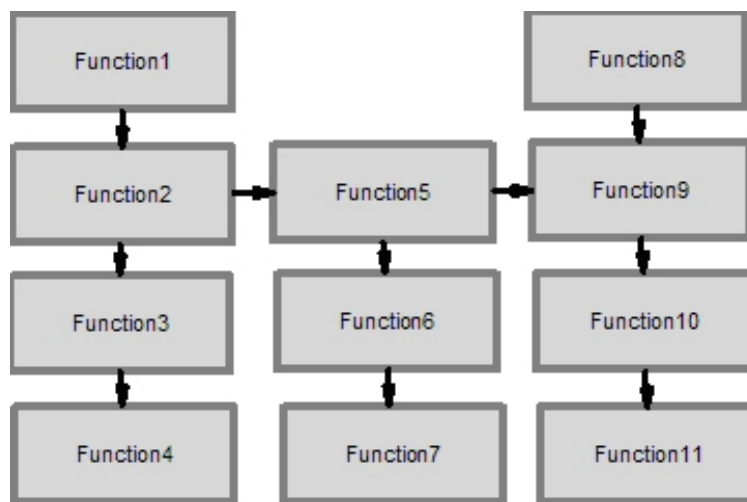 Function1
Function8
Function2
Function5
Function9
Function3
Function6
Function10
Function4
Function7
Function11